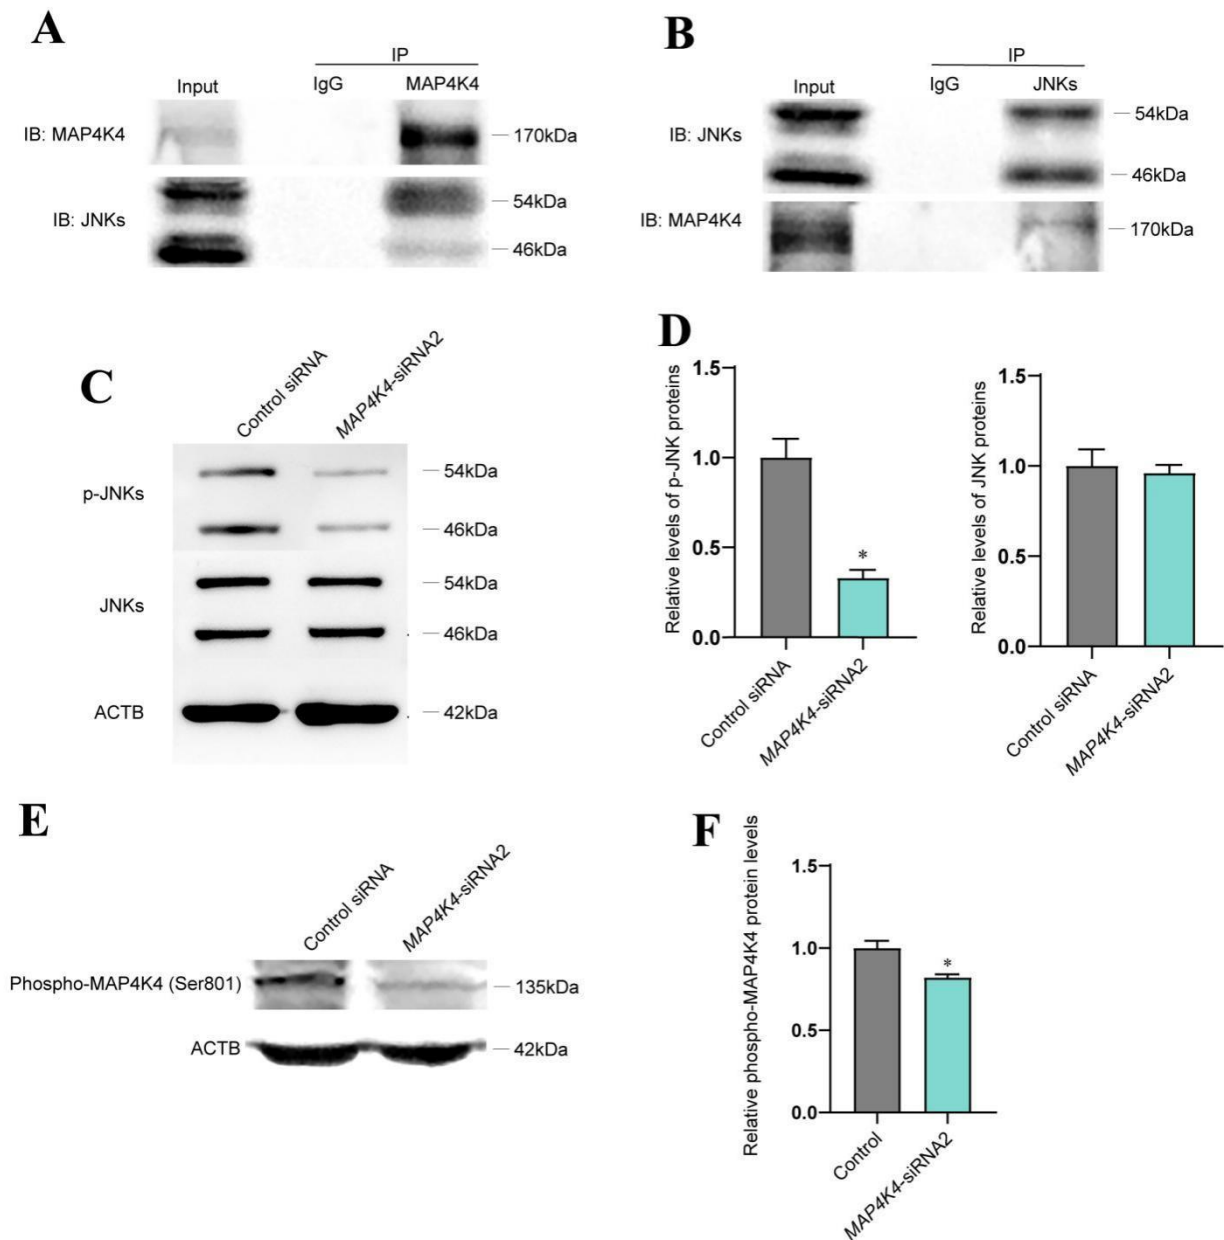 A
IP
Input IgG MAP4K4
IB: MAP4K4 170kDa
54kDa
IB: JNKs
46kDa
B
IP
Input IgG JNKs
54kDa
IB: JNKs
46kDa
IB: MAP4K4 170kDa
C
Control siRNA
MAP4K4-siRNA2
p-JNKs
54kDa
46kDa
JNKs
54kDa
46kDa
ACTB 42kDa
D
Relative levels of p-JNK proteins
1.5
1.0
0.5
0.0
*
Control siRNA
MAP4K4-siRNA2
Relative levels of JNK proteins
1.5
1.0
0.5
0.0
Control siRNA
MAP4K4-siRNA2
E
Control siRNA
MAP4K4-siRNA2
Phospho-MAP4K4 (Ser801) 135kDa
ACTB 42kDa
F
Relative phospho-MAP4K4 protein levels
1.5
1.0
0.5
0.0
*
Control
MAP4K4-siRNA2